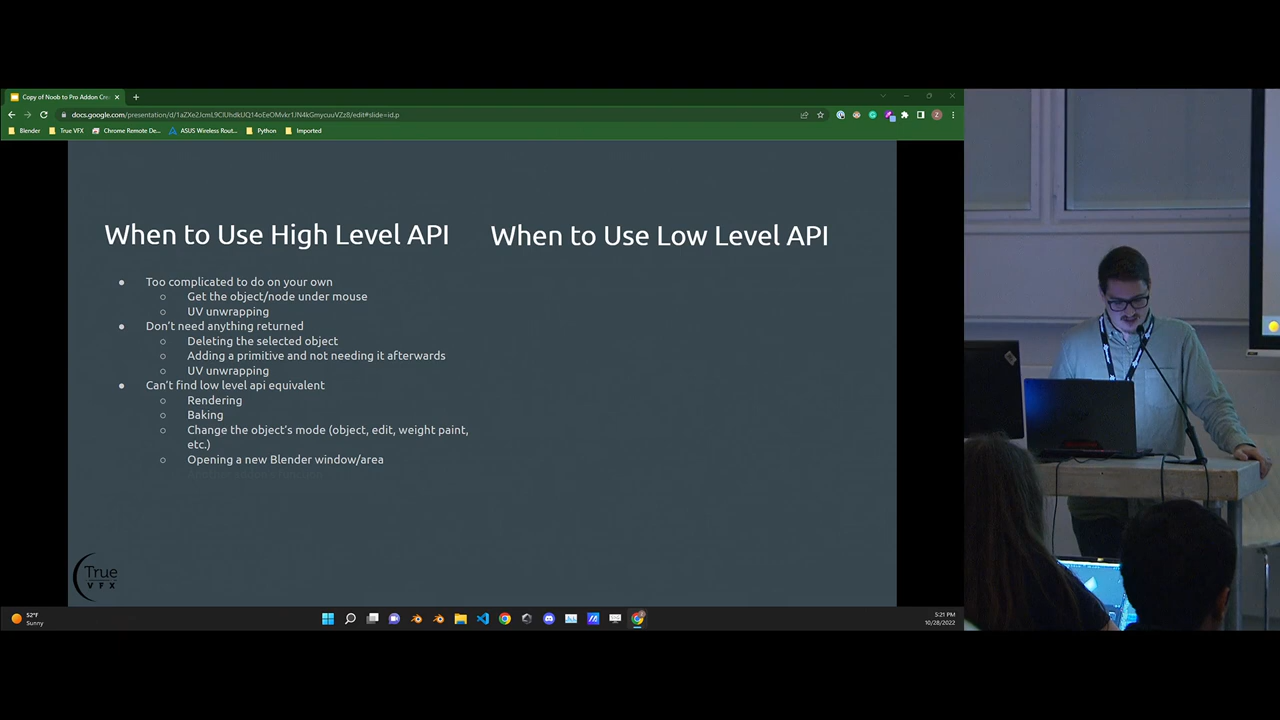 Copy of Noob to Pro Addon Cre
docs.google.com
/edit#slide=id.p
Blender
True VFX
Chrome Remote De...
ASUS Wireless Rout...
Python
Imported
When to Use High Level API
When to Use Low Level API
● Too complicated to do on your own
○ Get the object/node under mouse
○ UV unwrapping
● Don't need anything returned
○ Deleting the selected object
○ Adding a primitive and not needing it afterwards
○ UV unwrapping
● Can't find low level api equivalent
○ Rendering
○ Baking
○ Change the object's mode (object, edit, weight paint,
etc.)
○ Opening a new Blender window/area
True
VFX
52°F
Sunny
5:21 PM
10/28/2022